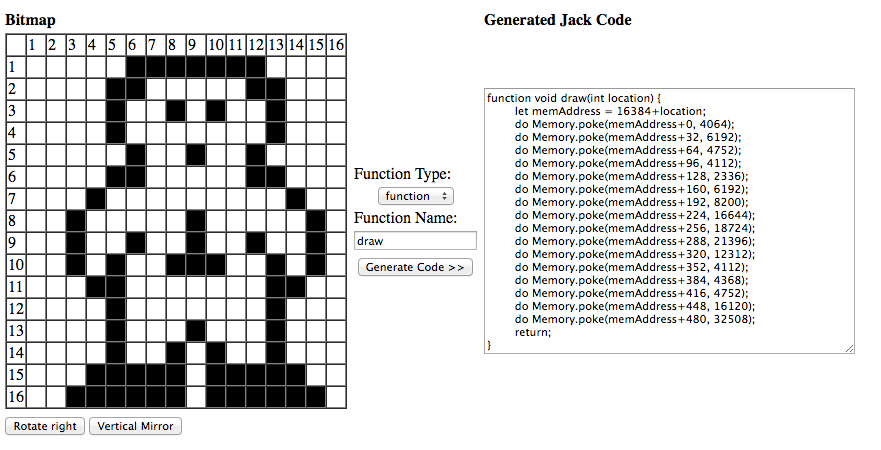 Bitmap
1 2 3 4 5 6 7 8 9 10 11 12 13 14 15 16
1
2
3
4
5
6
7
8
9
10
11
12
13
14
15
16
Rotate right Vertical Mirror
Function Type:
function
Function Name:
draw
Generate Code >>
Generated Jack Code
function void draw(int location) {
let memAddress = 16384+location;
do Memory.poke(memAddress+0, 4064);
do Memory.poke(memAddress+32, 6192);
do Memory.poke(memAddress+64, 4752);
do Memory.poke(memAddress+96, 4112);
do Memory.poke(memAddress+128, 2336);
do Memory.poke(memAddress+160, 6192);
do Memory.poke(memAddress+192, 8200);
do Memory.poke(memAddress+224, 16644);
do Memory.poke(memAddress+256, 18724);
do Memory.poke(memAddress+288, 21396);
do Memory.poke(memAddress+320, 12312);
do Memory.poke(memAddress+352, 4112);
do Memory.poke(memAddress+384, 4368);
do Memory.poke(memAddress+416, 4752);
do Memory.poke(memAddress+448, 16120);
do Memory.poke(memAddress+480, 32508);
return;
}